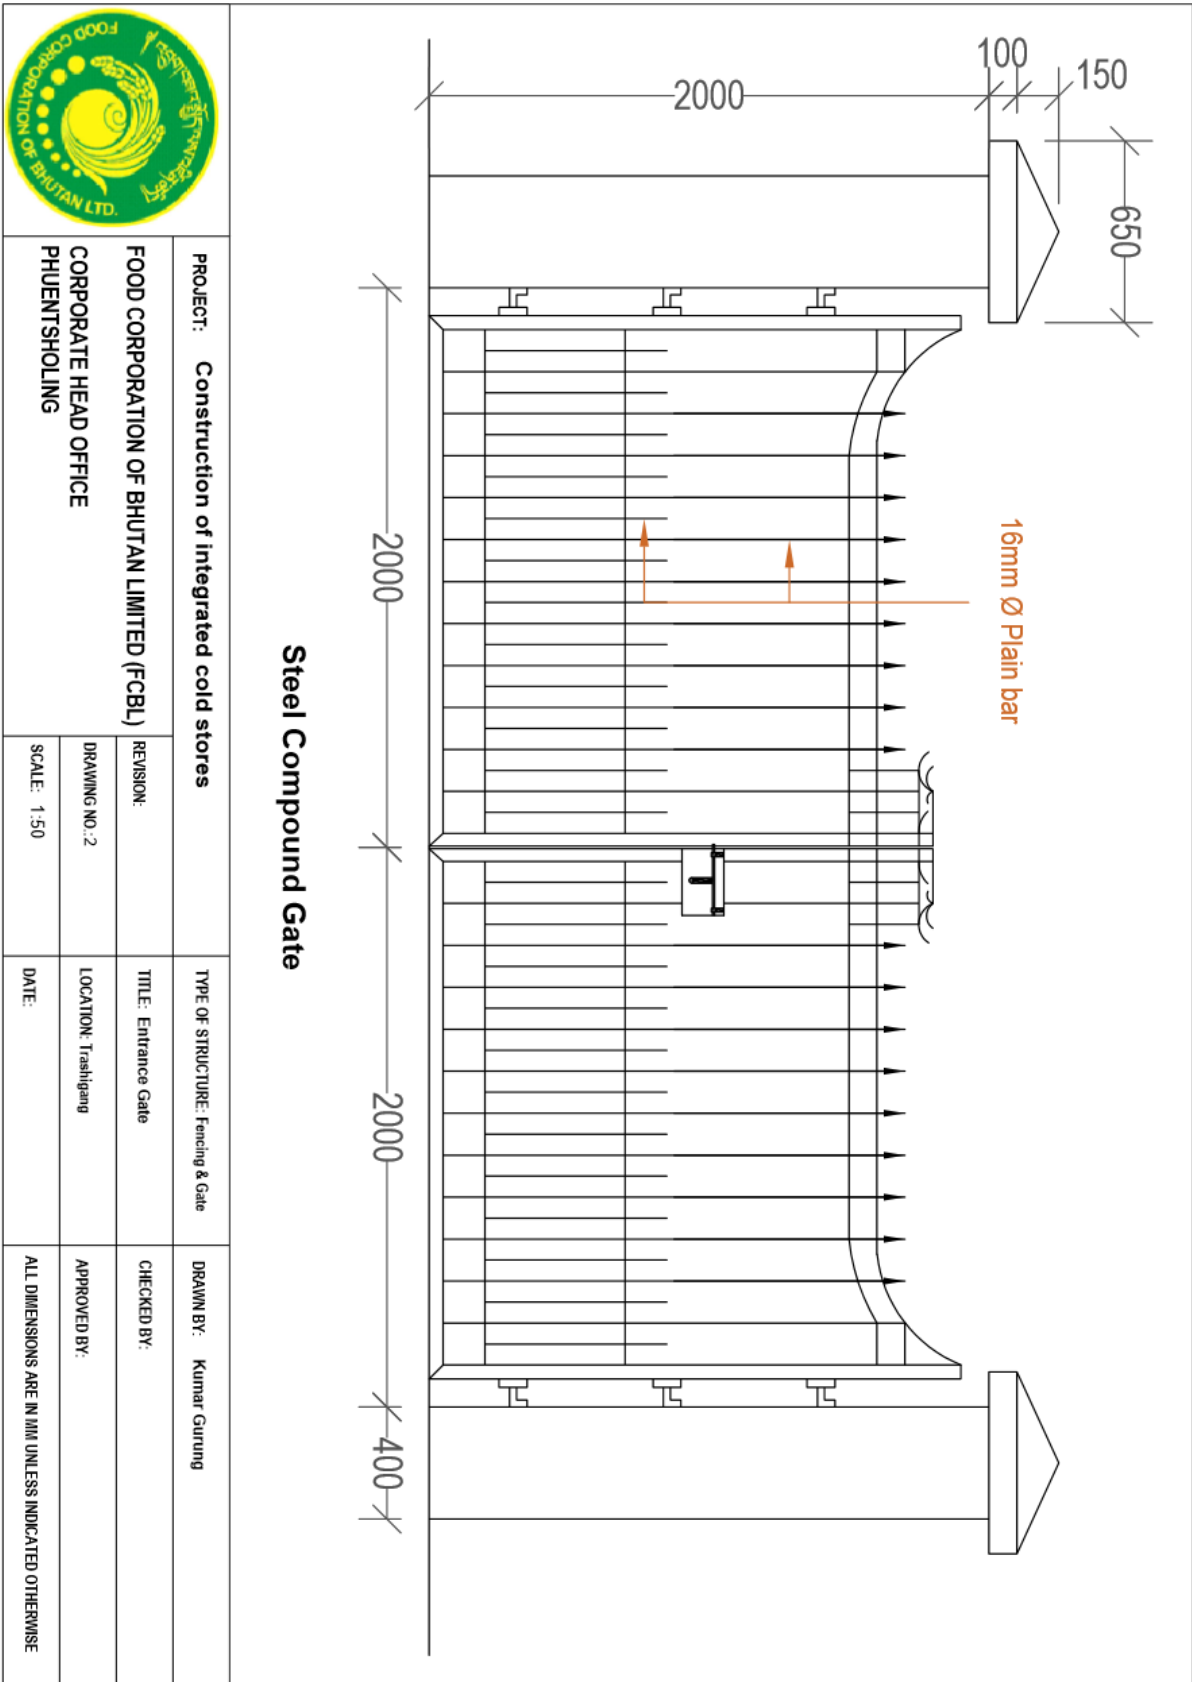 100
150
2000
650
16mm Ø Plain bar
2000
2000
400
Steel Compound Gate
FOOD CORPORATION OF BHUTAN LTD.
PROJECT: Construction of integrated cold stores
FOOD CORPORATION OF BHUTAN LIMITED (FCBL)
CORPORATE HEAD OFFICE
PHUENTSHOLING
REVISION:
DRAWING NO.:2
SCALE: 1:50
TYPE OF STRUCTURE: Fencing & Gate
TITLE: Entrance Gate
LOCATION: Trashigang
DATE:
DRAWN BY: Kumar Gurung
CHECKED BY:
APPROVED BY:
ALL DIMENSIONS ARE IN MM UNLESS INDICATED OTHERWISE